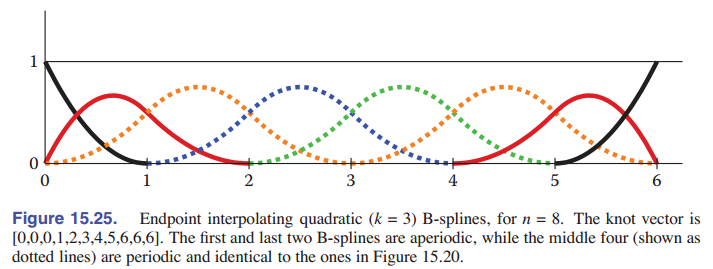 1
0
0 1 2 3 4 5 6
Figure 15.25. Endpoint interpolating quadratic (k = 3) B-splines, for n = 8. The knot vector is
[0,0,0,1,2,3,4,5,6,6,6]. The first and last two B-splines are aperiodic, while the middle four (shown as
dotted lines) are periodic and identical to the ones in Figure 15.20.